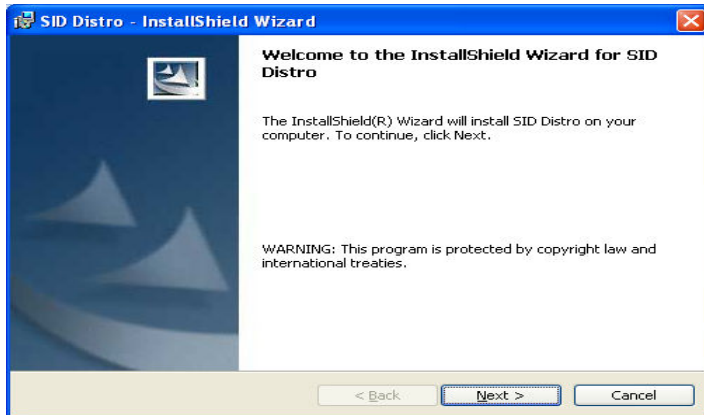 SID Distro - InstallShield Wizard
Welcome to the InstallShield Wizard for SID
Distro
The InstallShield(R) Wizard will install SID Distro on your
computer. To continue, click Next.
WARNING: This program is protected by copyright law and
international treaties.
< Back
Next >
Cancel